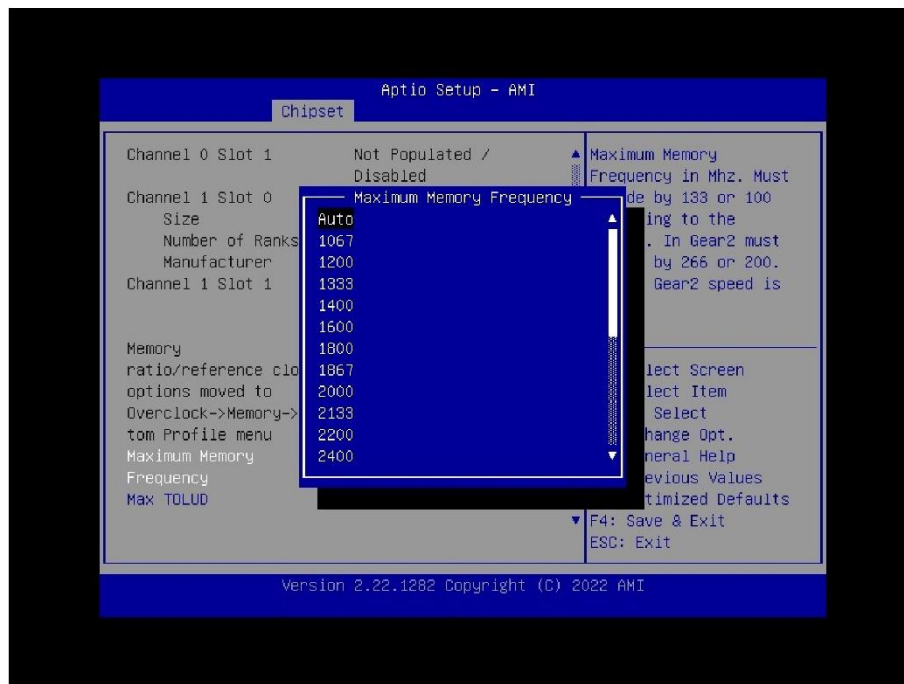 Aptio Setup - AMI
Chipset
Channel 0 Slot 1 Not Populated /
Disabled
Channel 1 Slot 0
Size
Number of Ranks
Manufacturer
Channel 1 Slot 1
Memory
ratio/reference clo
options moved to
Overclock->Memory->
tom Profile menu
Maximum Memory
Frequency
Max TOLUD
Maximum Memory Frequency
Auto
1067
1200
1333
1400
1600
1800
1867
2000
2133
2200
2400
Maximum Memory
Frequency in Mhz. Must
de by 133 or 100
ing to the
. In Gear2 must
by 266 or 200.
Gear2 speed is
lect Screen
lect Item
Select
hange Opt.
neral Help
evious Values
timized Defaults
F4: Save & Exit
ESC: Exit
Version 2.22.1282 Copyright (C) 2022 AMI